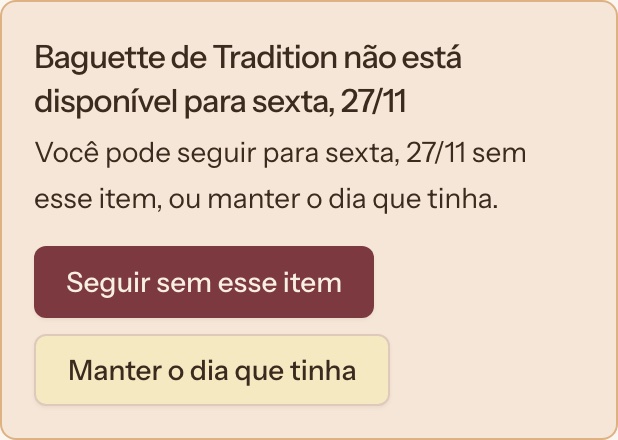 Baguette de Tradition não está
disponível para sexta, 27/11
Você pode seguir para sexta, 27/11 sem
esse item, ou manter o dia que tinha.
Seguir sem esse item
Manter o dia que tinha